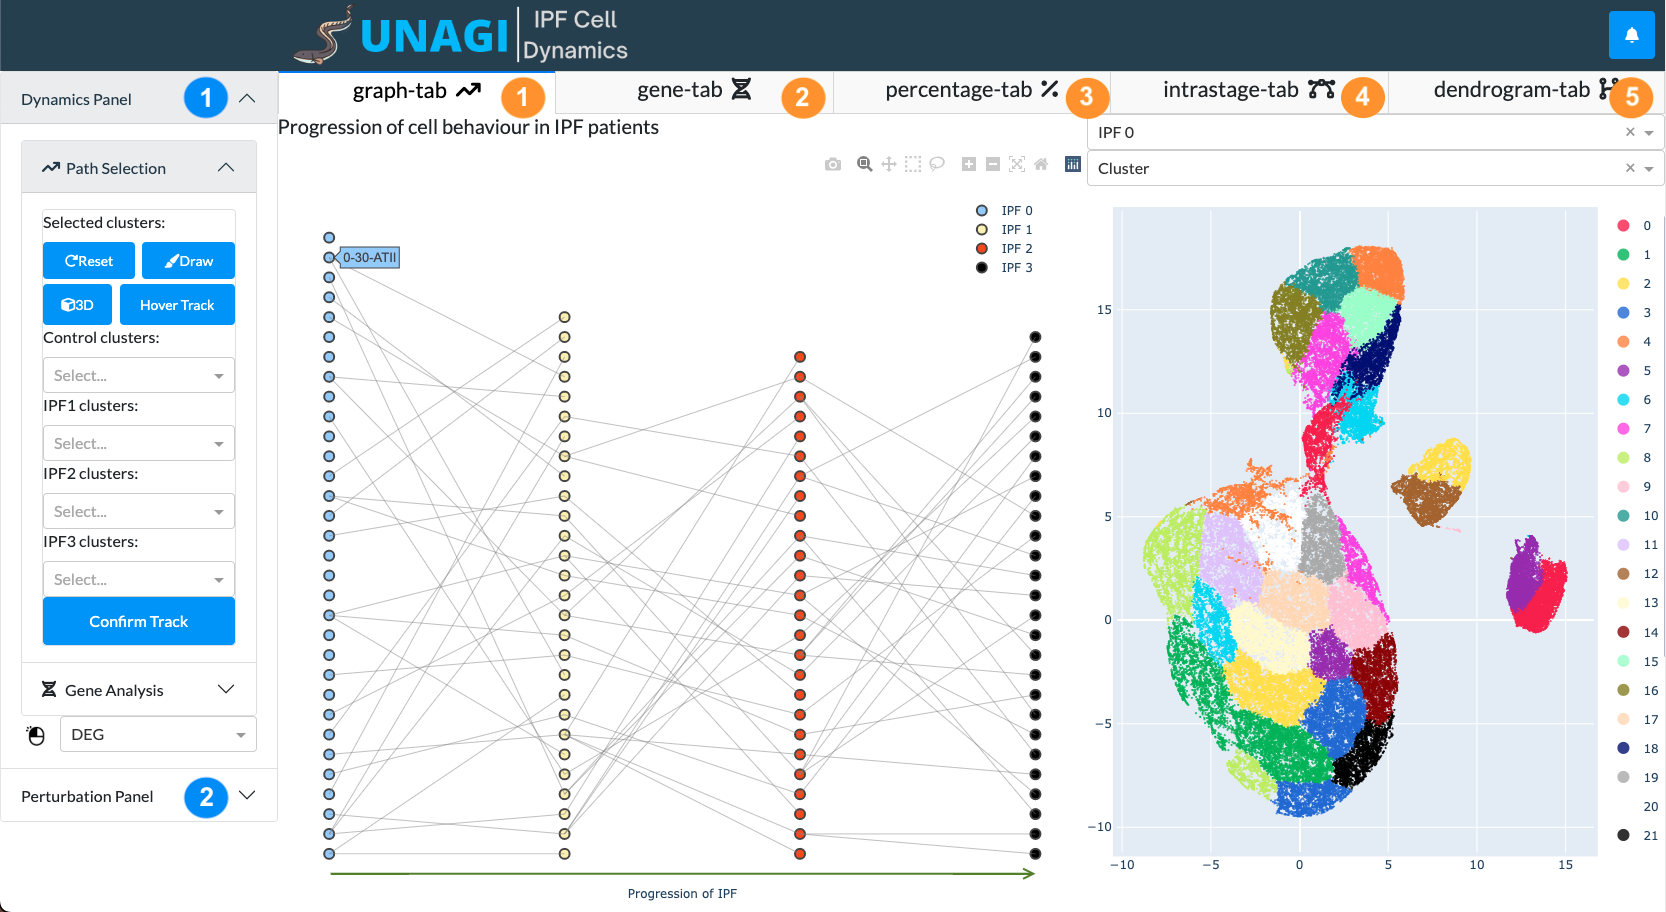 UNAGI
IPF Cell
Dynamics
Dynamics Panel
1
graph-tab
1
gene-tab
2
percentage-tab
3
intrastage-tab
4
dendrogram-tab
5
Progression of cell behaviour in IPF patients
IPF 0
×
Cluster
×
Path Selection
Selected clusters:
Reset
Draw
3D
Hover Track
Control clusters:
Select...
IPF1 clusters:
Select...
IPF2 clusters:
Select...
IPF3 clusters:
Select...
Confirm Track
Gene Analysis
DEG
Perturbation Panel
2
0-30-ATII
IPF 0
IPF 1
IPF 2
IPF 3
Progression of IPF
15
10
5
0
−5
−10
−10
−5
0
5
10
15
0
1
2
3
4
5
6
7
8
9
10
11
12
13
14
15
16
17
18
19
20
21